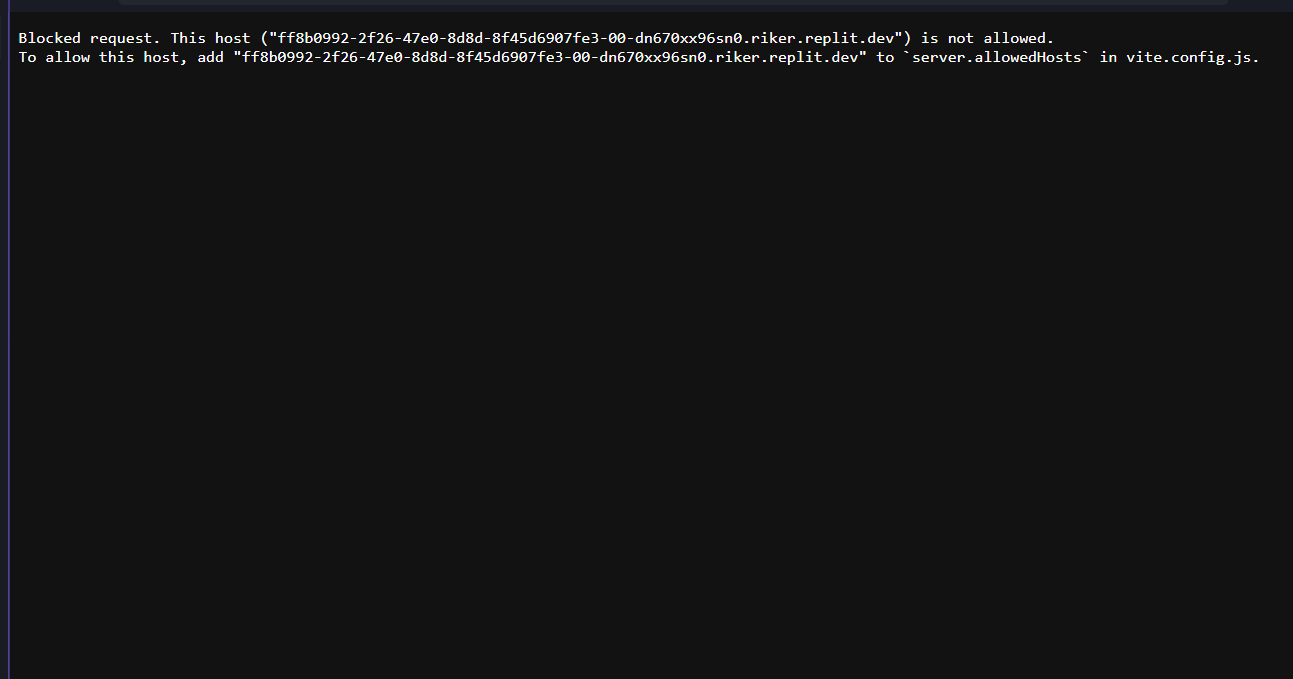 Blocked request. This host ("ff8b0992-2f26-47e0-8d8d-8f45d6907fe3-00-dn670xx96sn0.riker.replit.dev") is not allowed.
To allow this host, add "ff8b0992-2f26-47e0-8d8d-8f45d6907fe3-00-dn670xx96sn0.riker.replit.dev" to `server.allowedHosts` in vite.config.js.